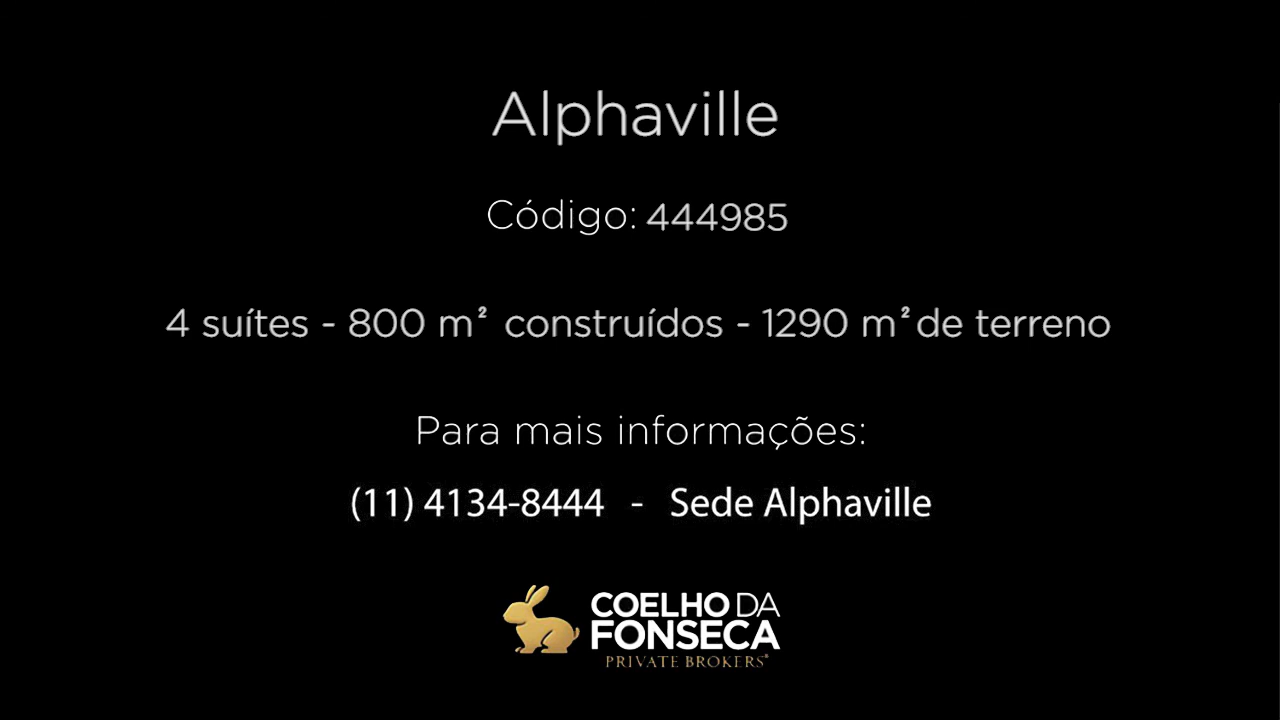 Alphaville
Código: 444985
4 suítes - 800 m² construídos - 1290 m² de terreno
Para mais informações:
(11) 4134-8444 - Sede Alphaville
COELHO DA
FONSECA
PRIVATE BROKERS®